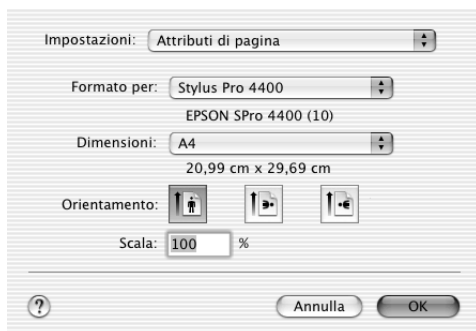 Impostazioni: Attributi di pagina
Formato per: Stylus Pro 4400
EPSON SPro 4400 (10)
Dimensioni: A4
20,99 cm x 29,69 cm
Orientamento:
Scala: 100 %
? Annulla OK